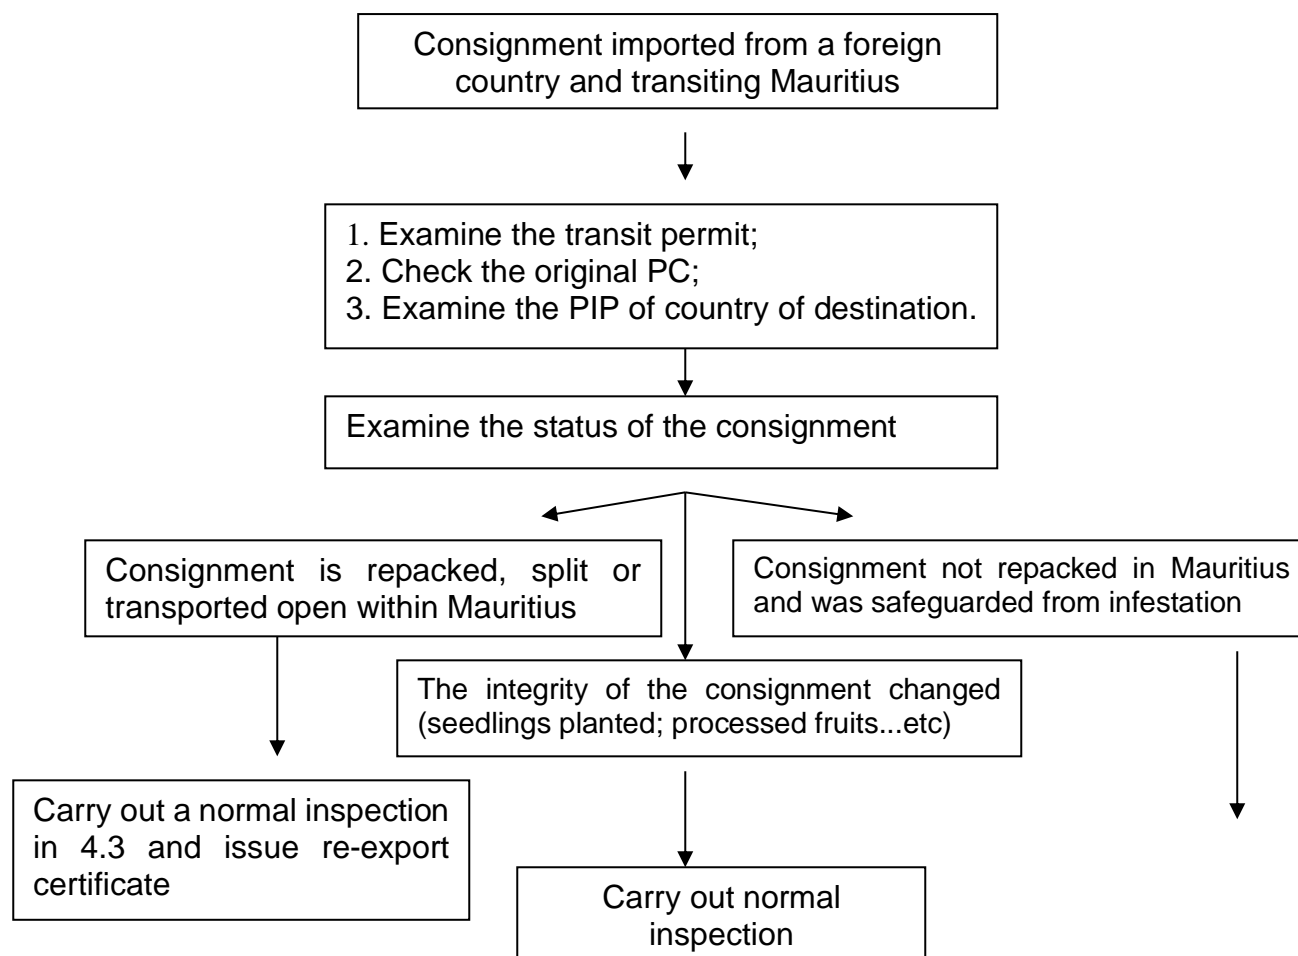 Consignment imported from a foreign
country and transiting Mauritius
1. Examine the transit permit;
2. Check the original PC;
3. Examine the PIP of country of destination.
Examine the status of the consignment
Consignment is repacked, split or
transported open within Mauritius
Consignment not repacked in Mauritius
and was safeguarded from infestation
The integrity of the consignment changed
(seedlings planted; processed fruits...etc)
Carry out a normal inspection
in 4.3 and issue re-export
certificate
Carry out normal
inspection